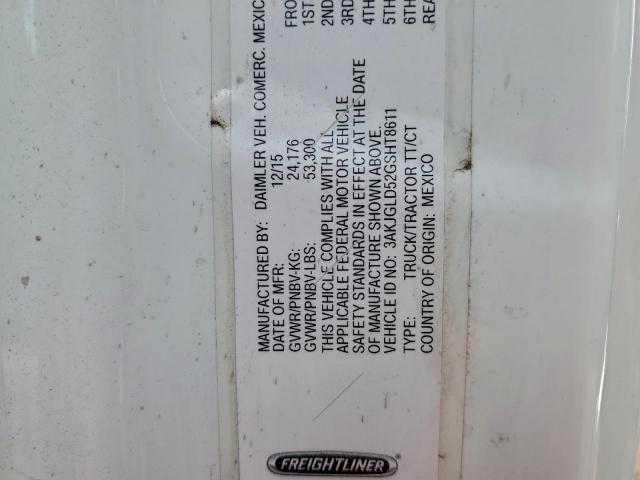 MANUFACTURED BY: DAIMLER VEH. COMERC. MEXIC
DATE OF MFR: 12/15
GVWR/PNBV-KG: 24,176
GVWR/PNBV-LBS: 53,300
THIS VEHICLE COMPLIES WITH ALL
APPLICABLE FEDERAL MOTOR VEHICLE
SAFETY STANDARDS IN EFFECT AT THE DATE
OF MANUFACTURE SHOWN ABOVE.
VEHICLE ID NO: 3AKJGLD52GSHT8611
TYPE: TRUCK/TRACTOR TT/CT
COUNTRY OF ORIGIN: MEXICO
FRO
1ST
2ND
3RD
4TH
5TH
6TH
REA
FREIGHTLINER